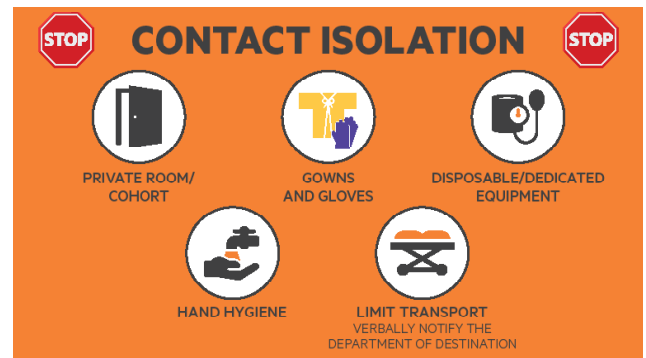 STOP CONTACT ISOLATION STOP
PRIVATE ROOM/
COHORT
GOWNS
AND GLOVES
DISPOSABLE/DEDICATED
EQUIPMENT
HAND HYGIENE
LIMIT TRANSPORT
VERBALLY NOTIFY THE
DEPARTMENT OF DESTINATION